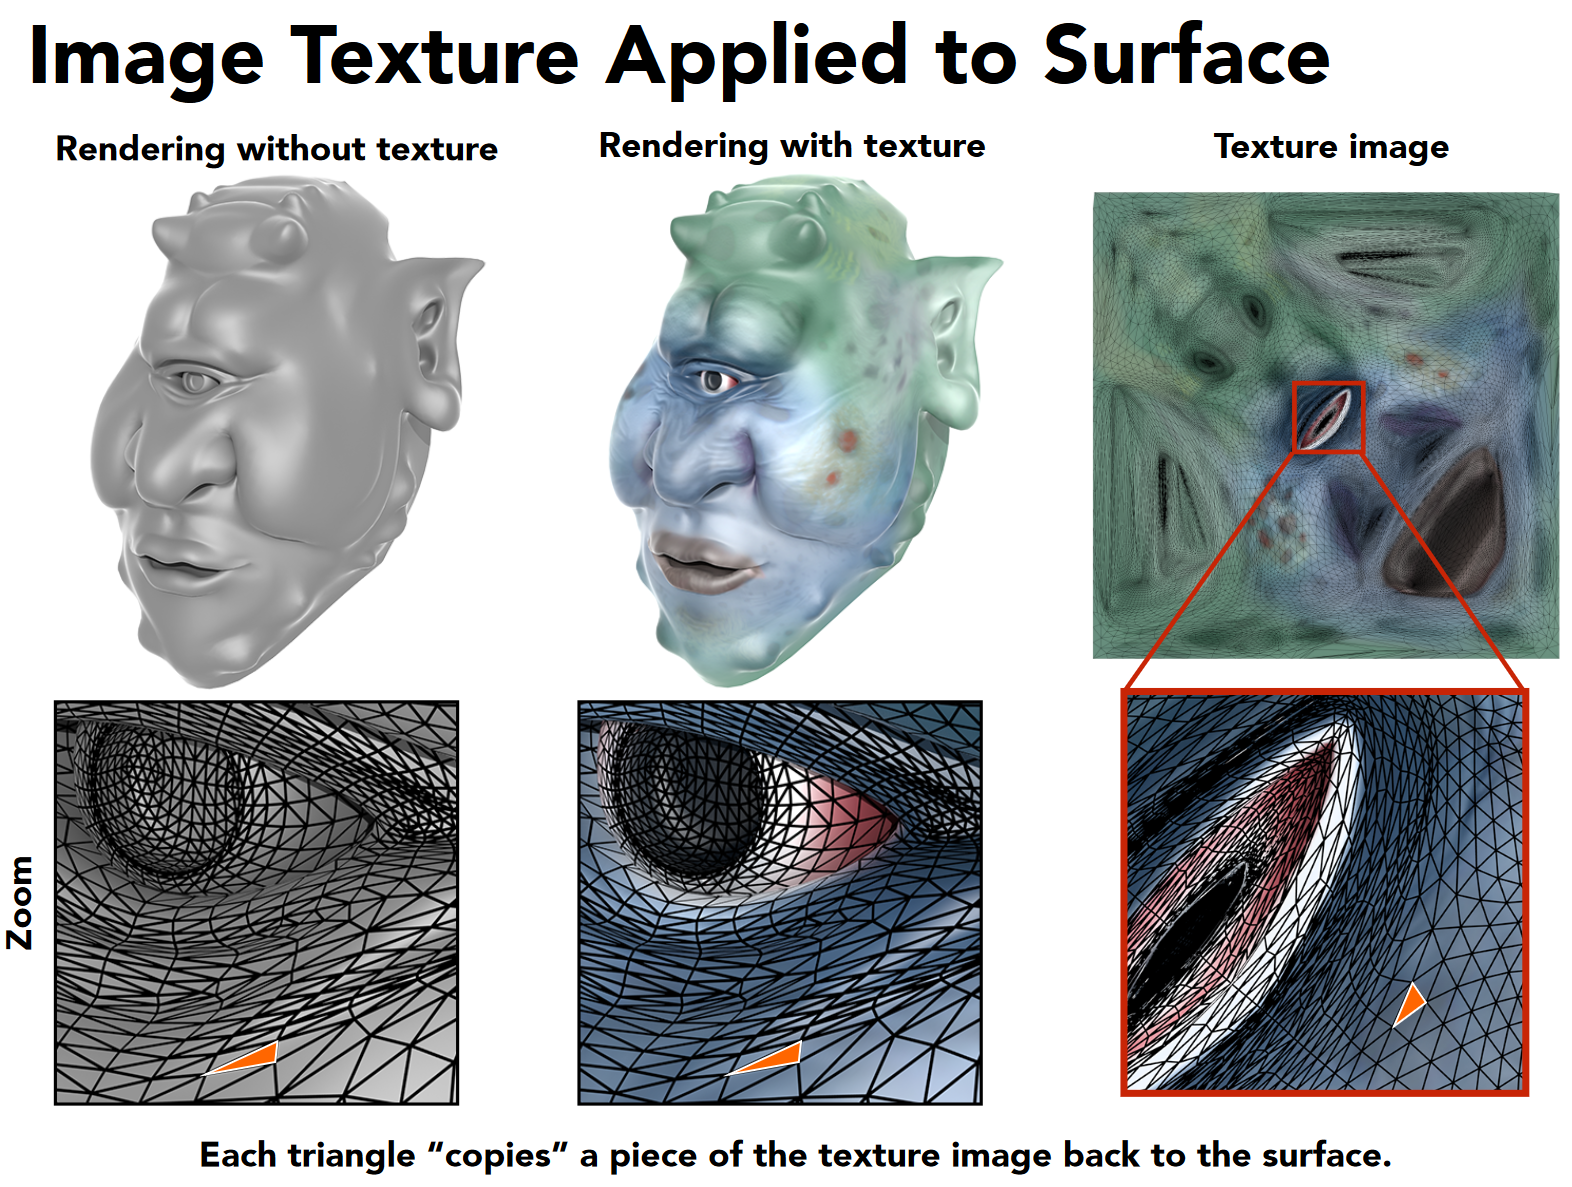 Image Texture Applied to Surface
Rendering without texture
Rendering with texture
Texture image
Zoom
Each triangle “copies” a piece of the texture image back to the surface.